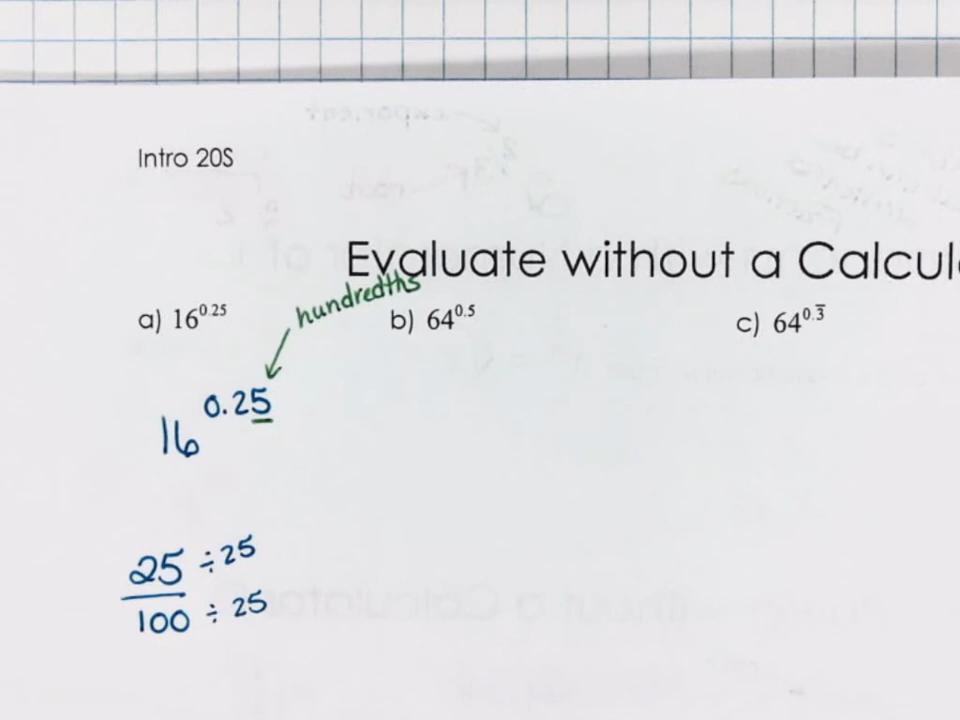 Intro 20S
Evaluate without a Calcul
hundredths
a) 16^0.25 b) 64^0.5 c) 64^0.3̅
16^0.25
25 ÷ 25
100 ÷ 25